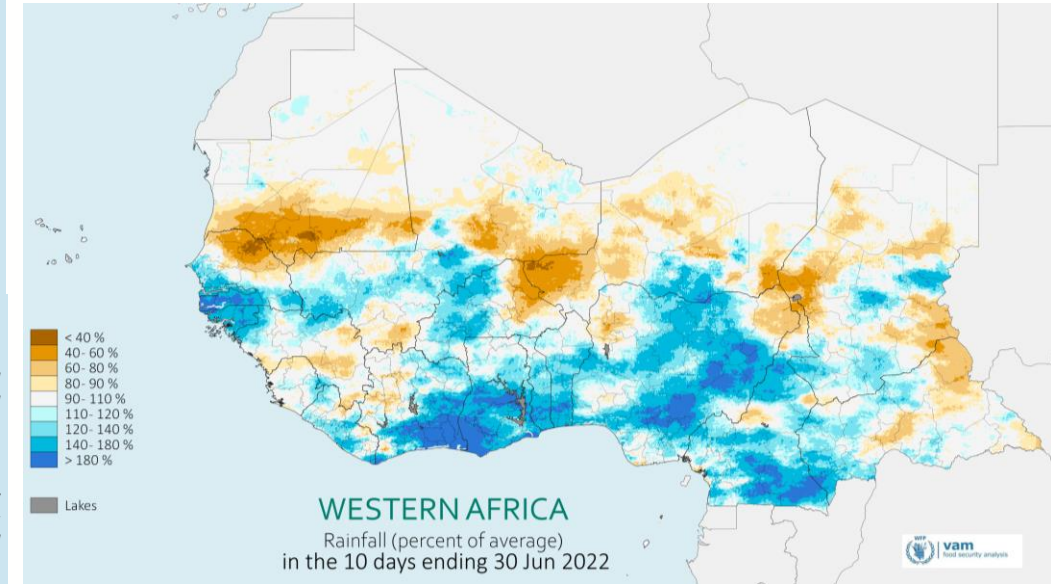 < 40 %
40- 60 %
60- 80 %
80- 90 %
90- 110 %
110- 120 %
120- 140 %
140- 180 %
> 180 %
Lakes
WESTERN AFRICA
Rainfall (percent of average)
in the 10 days ending 30 Jun 2022
WFP
vam
food security analysis